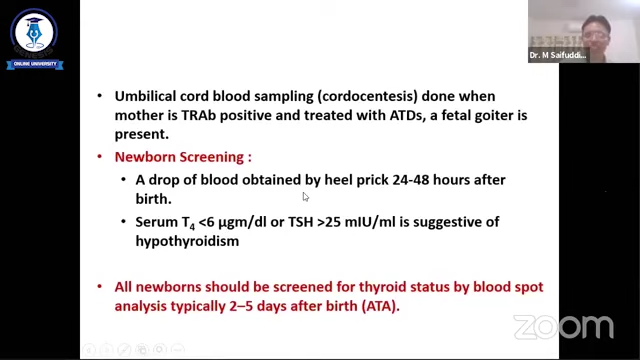 ONLINE UNIVERSITY
Dr. M Saifuddi...
• Umbilical cord blood sampling (cordocentesis) done when
mother is TRAb positive and treated with ATDs, a fetal goiter is
present.
• Newborn Screening :
• A drop of blood obtained by heel prick 24-48 hours after
birth.
• Serum T4 <6 µgm/dl or TSH >25 mIU/ml is suggestive of
hypothyroidism
• All newborns should be screened for thyroid status by blood spot
analysis typically 2–5 days after birth (ATA).
zoom